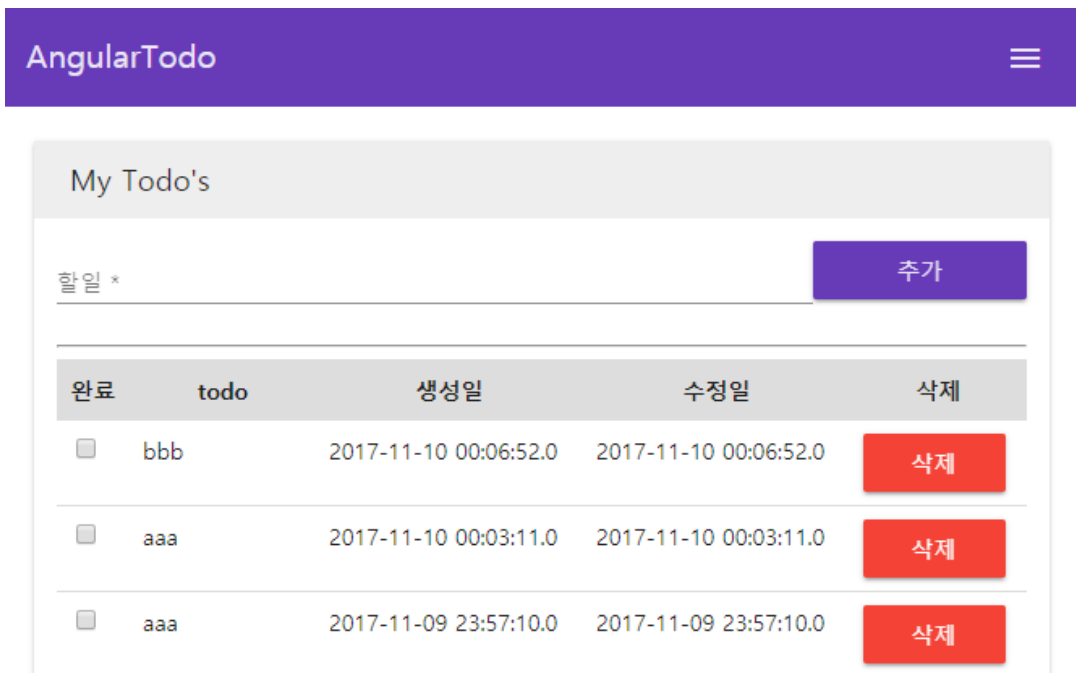 AngularTodo
My Todo's
할일 *
추가
완료 todo 생성일 수정일 삭제
bbb 2017-11-10 00:06:52.0 2017-11-10 00:06:52.0 삭제
aaa 2017-11-10 00:03:11.0 2017-11-10 00:03:11.0 삭제
aaa 2017-11-09 23:57:10.0 2017-11-09 23:57:10.0 삭제